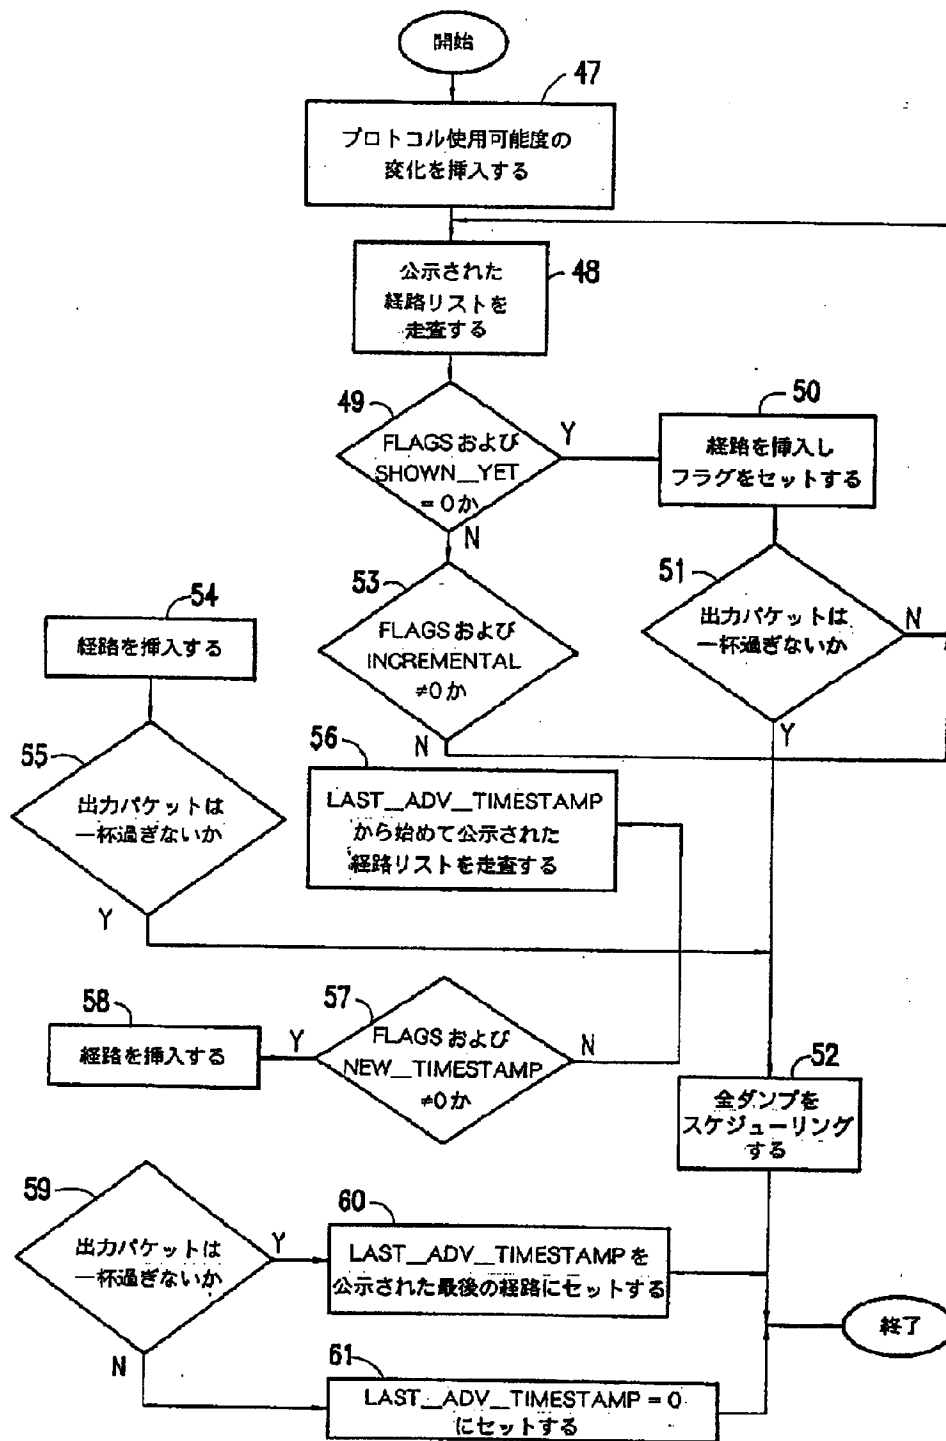 開始
47
プロトコル使用可能度の
変化を挿入する
公示された
経路リストを
走査する
48
49
FLAGSおよび
SHOWN__YET
=0か
Y
N
50
経路を挿入し
フラグをセットする
51
出力パケットは
一杯過ぎないか
N
Y
53
FLAGSおよび
INCREMENTAL
≠0か
N
54
経路を挿入する
55
出力パケットは
一杯過ぎないか
Y
56
LAST__ADV__TIMESTAMP
から始めて公示された
経路リストを走査する
57
FLAGSおよび
NEW__TIMESTAMP
≠0か
Y
N
58
経路を挿入する
52
全ダンプを
スケジューリング
する
59
出力パケットは
一杯過ぎないか
Y
N
60
LAST__ADV__TIMESTAMPを
公示された最後の経路にセットする
終了
61
LAST__ADV__TIMESTAMP=0
にセットする